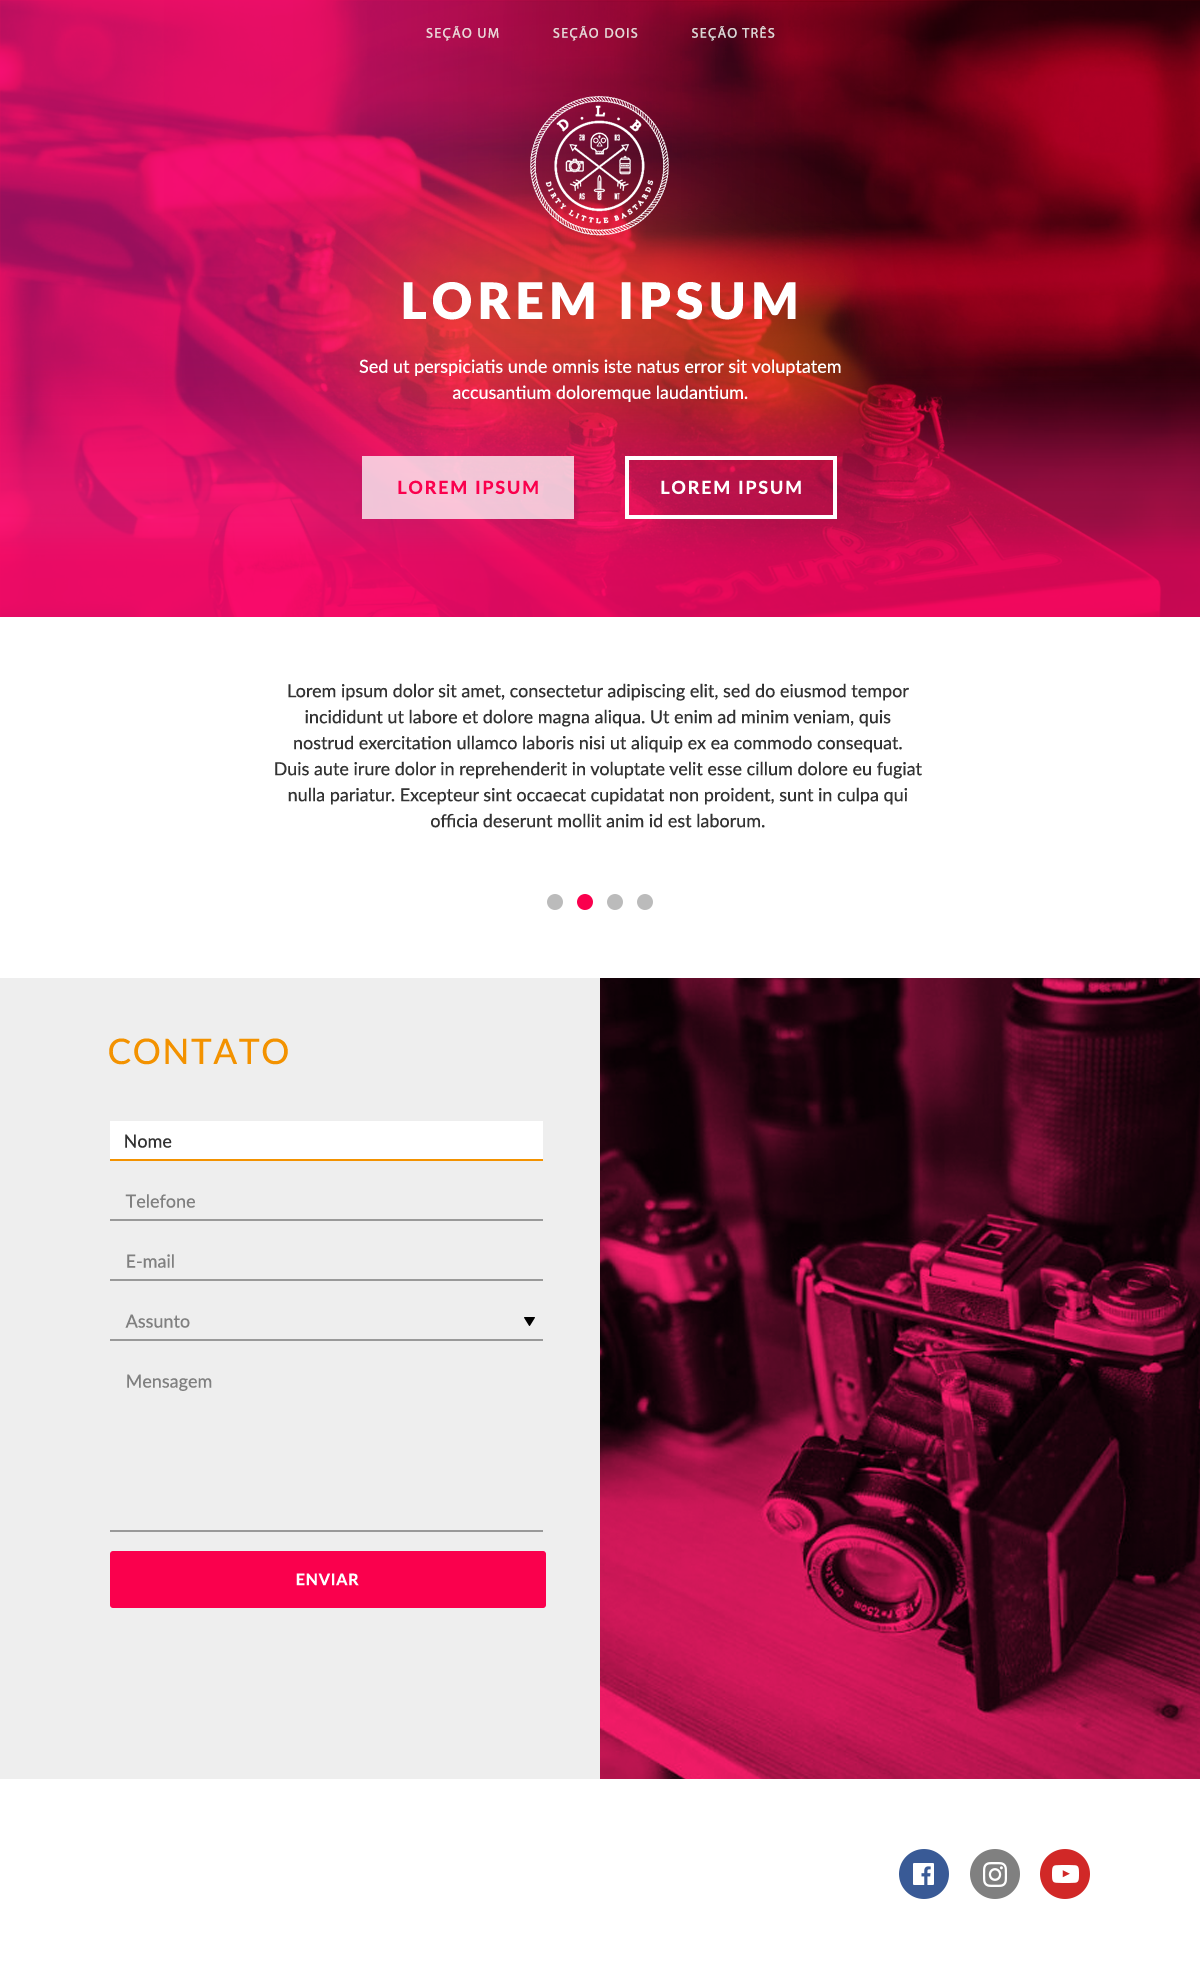 SEÇÃO UM SEÇÃO DOIS SEÇÃO TRÊS
D . L . B
20 03
AS NT
DIRTY LITTLE BASTARDS
LOREM IPSUM
Sed ut perspiciatis unde omnis iste natus error sit voluptatem
accusantium doloremque laudantium.
LOREM IPSUM LOREM IPSUM
Lorem ipsum dolor sit amet, consectetur adipiscing elit, sed do eiusmod tempor
incididunt ut labore et dolore magna aliqua. Ut enim ad minim veniam, quis
nostrud exercitation ullamco laboris nisi ut aliquip ex ea commodo consequat.
Duis aute irure dolor in reprehenderit in voluptate velit esse cillum dolore eu fugiat
nulla pariatur. Excepteur sint occaecat cupidatat non proident, sunt in culpa qui
officia deserunt mollit anim id est laborum.
CONTATO
Nome
Telefone
E-mail
Assunto
Mensagem
ENVIAR